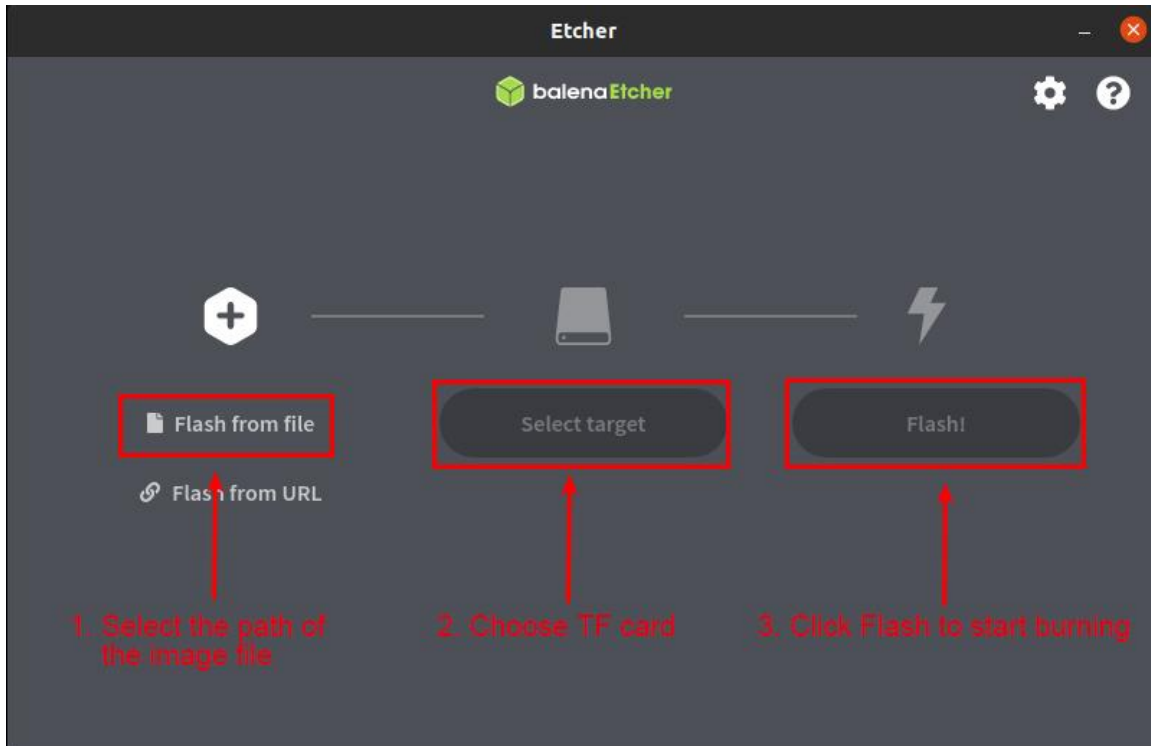 Etcher
balenaEtcher
Flash from file
Select target
Flash!
Flash from URL
1. Select the path of
the image file
2. Choose TF card
3. Click Flash to start burning